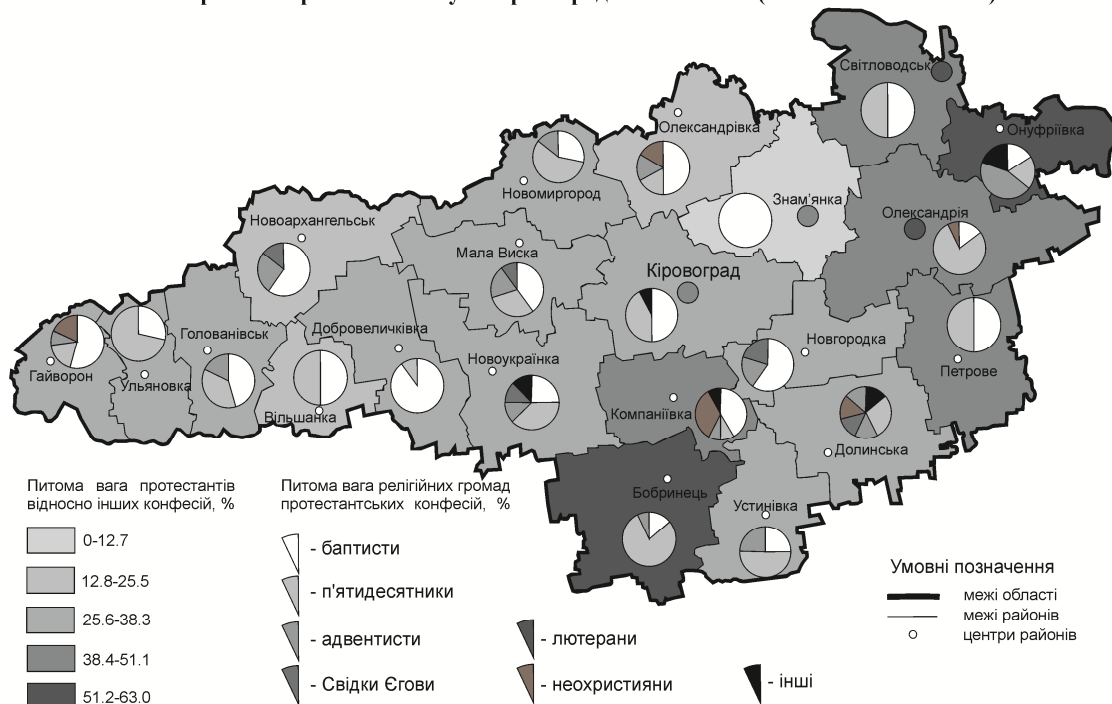 Світловодськ
Онуфріївка
Олександрівка
Новомиргород
Знам'янка
Олександрія
Новоархангельськ
Мала Виска
Кіровоград
Голованівськ
Добровеличківка
Новоукраїнка
Новгородка
Петрове
Гайворон
Ульяновка
Вільшанка
Компаніївка
Долинська
Бобринець
Устинівка
Питома вага протестантів
відносно інших конфесій, %
0-12.7
12.8-25.5
25.6-38.3
38.4-51.1
51.2-63.0
Питома вага релігійних громад
протестантських конфесій, %
- баптисти
- п'ятидесятники
- адвентисти
- Свідки Єгови
- лютерани
- неохристияни
- інші
Умовні позначення
межі області
межі районів
центри районів